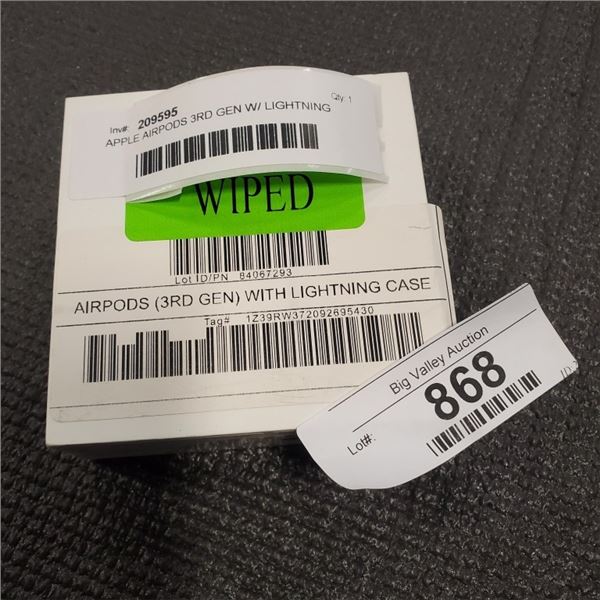 Inv#: 209595 Qty: 1
APPLE AIRPODS 3RD GEN W/ LIGHTNING
WIPED
Lot ID/PN 84067293
AIRPODS (3RD GEN) WITH LIGHTNING CASE
Tag# 1Z39RW372092695430
Big Valley Auction
Lot#: 868
ID: